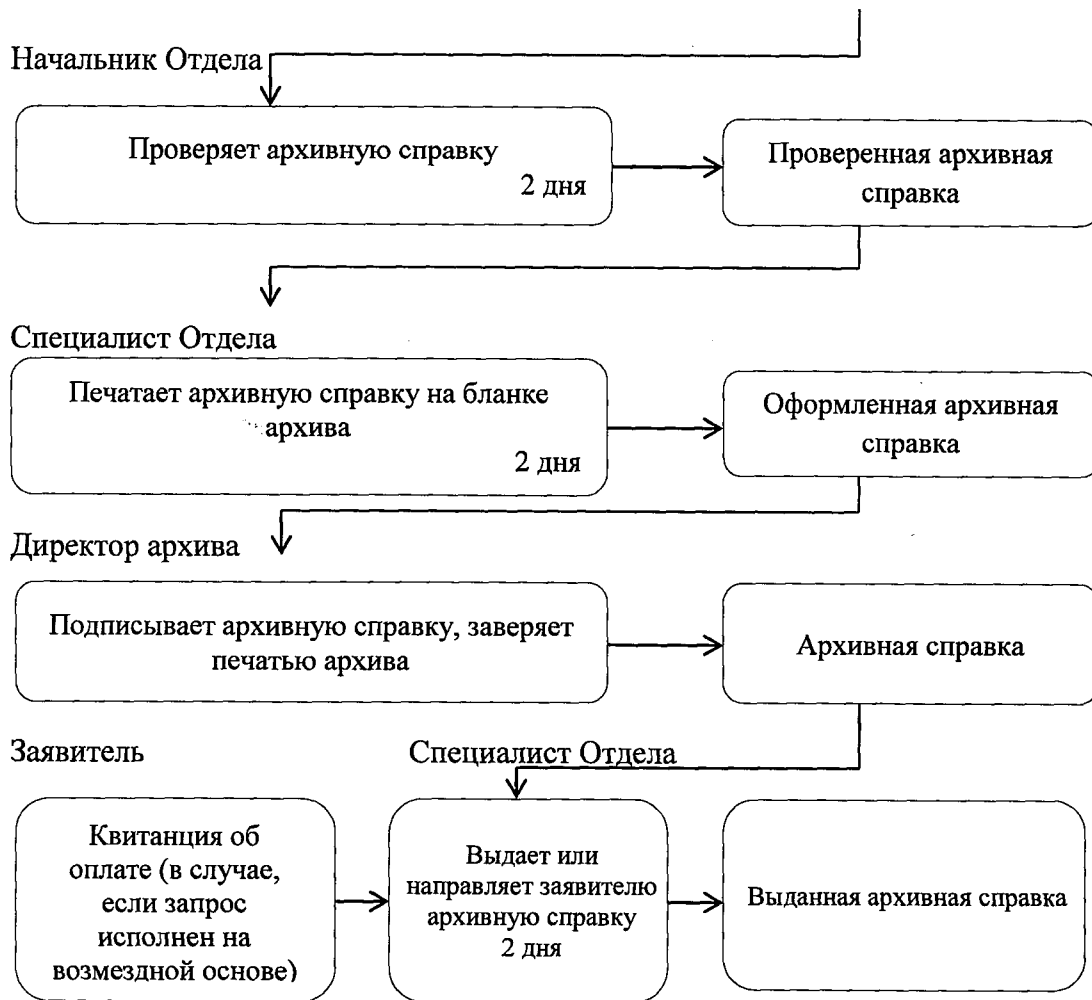 Начальник Отдела
Проверяет архивную справку
2 дня
Проверенная архивная
справка
Специалист Отдела
Печатает архивную справку на бланке
архива
2 дня
Оформленная архивная
справка
Директор архива
Подписывает архивную справку, заверяет
печатью архива
Архивная справка
Заявитель
Специалист Отдела
Квитанция об
оплате (в случае,
если запрос
исполнен на
возмездной основе)
Выдает или
направляет заявителю
архивную справку
2 дня
Выданная архивная справка